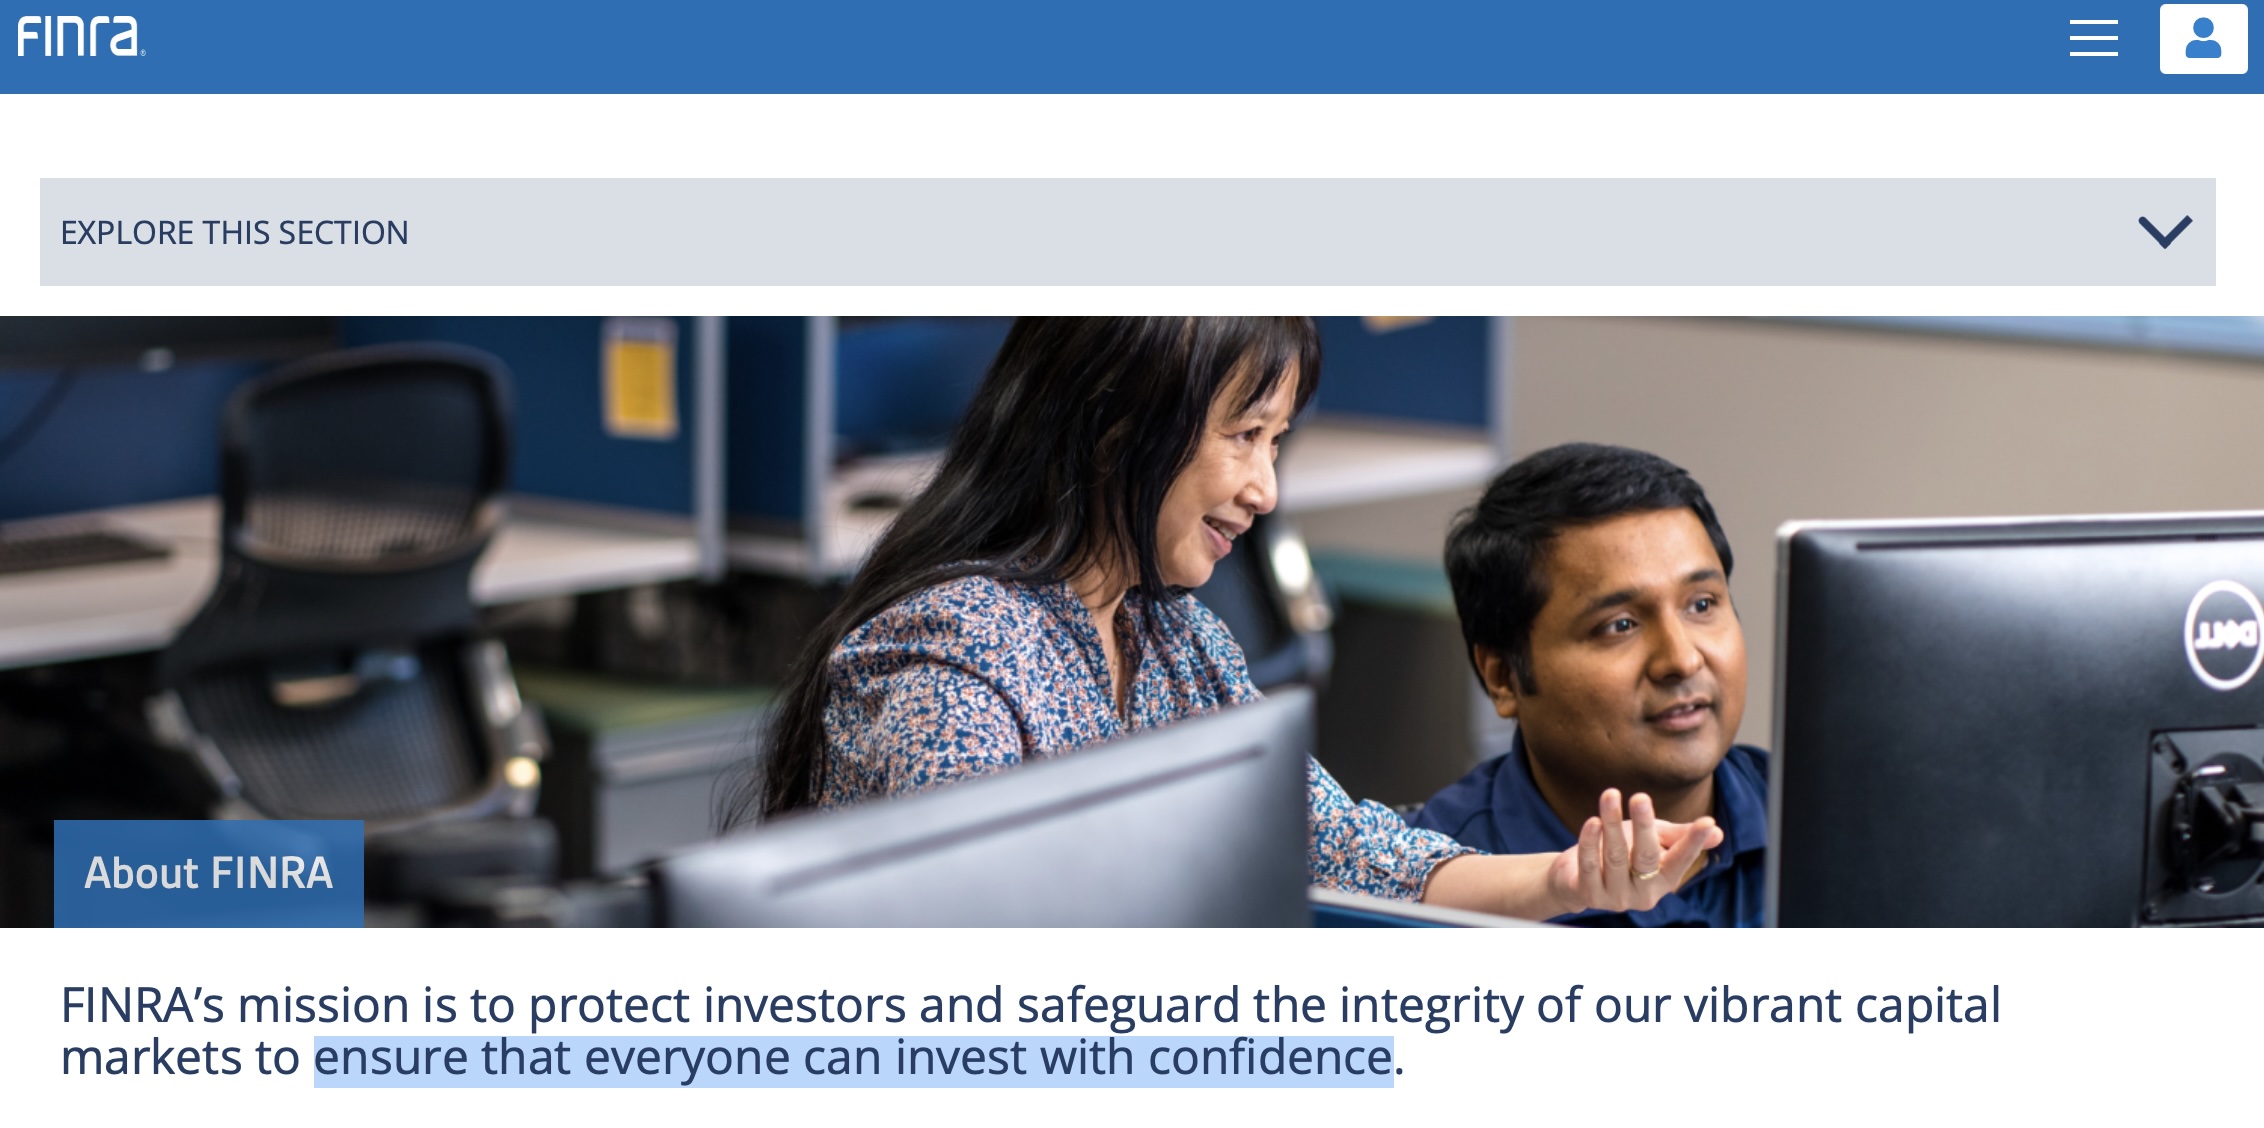 FINra®
EXPLORE THIS SECTION
DELL
About FINRA
FINRA’s mission is to protect investors and safeguard the integrity of our vibrant capital
markets to ensure that everyone can invest with confidence.